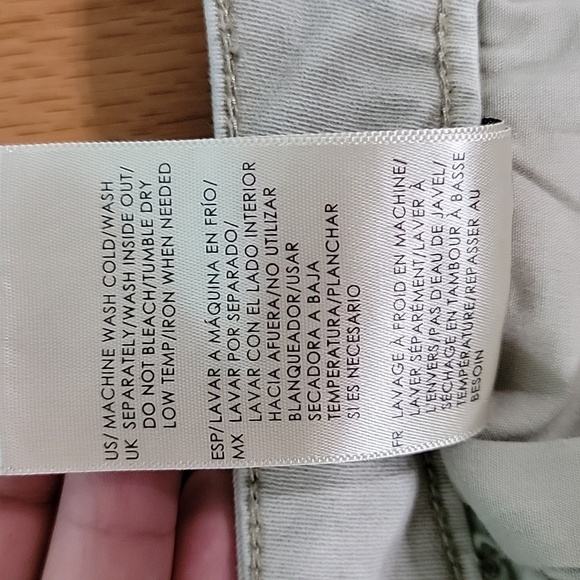 US/ MACHINE WASH COLD/WASH
UK SEPARATELY/WASH INSIDE OUT/
DO NOT BLEACH/TUMBLE DRY
LOW TEMP/IRON WHEN NEEDED
ESP/ LAVAR A MÁQUINA EN FRÍO/
MX LAVAR POR SEPARADO/
LAVAR CON EL LADO INTERIOR
HACIA AFUERA/NO UTILIZAR
BLANQUEADOR/USAR
SECADORA A BAJA
TEMPERATURA/PLANCHAR
SI ES NECESARIO
FR LAVAGE À FROID EN MACHINE/
LAVER SÉPARÉMENT/LAVER À
L'ENVERS/PAS D'EAU DE JAVEL/
SÉCHAGE EN TAMBOUR À BASSE
TEMPÉRATURE/REPASSER AU
BESOIN